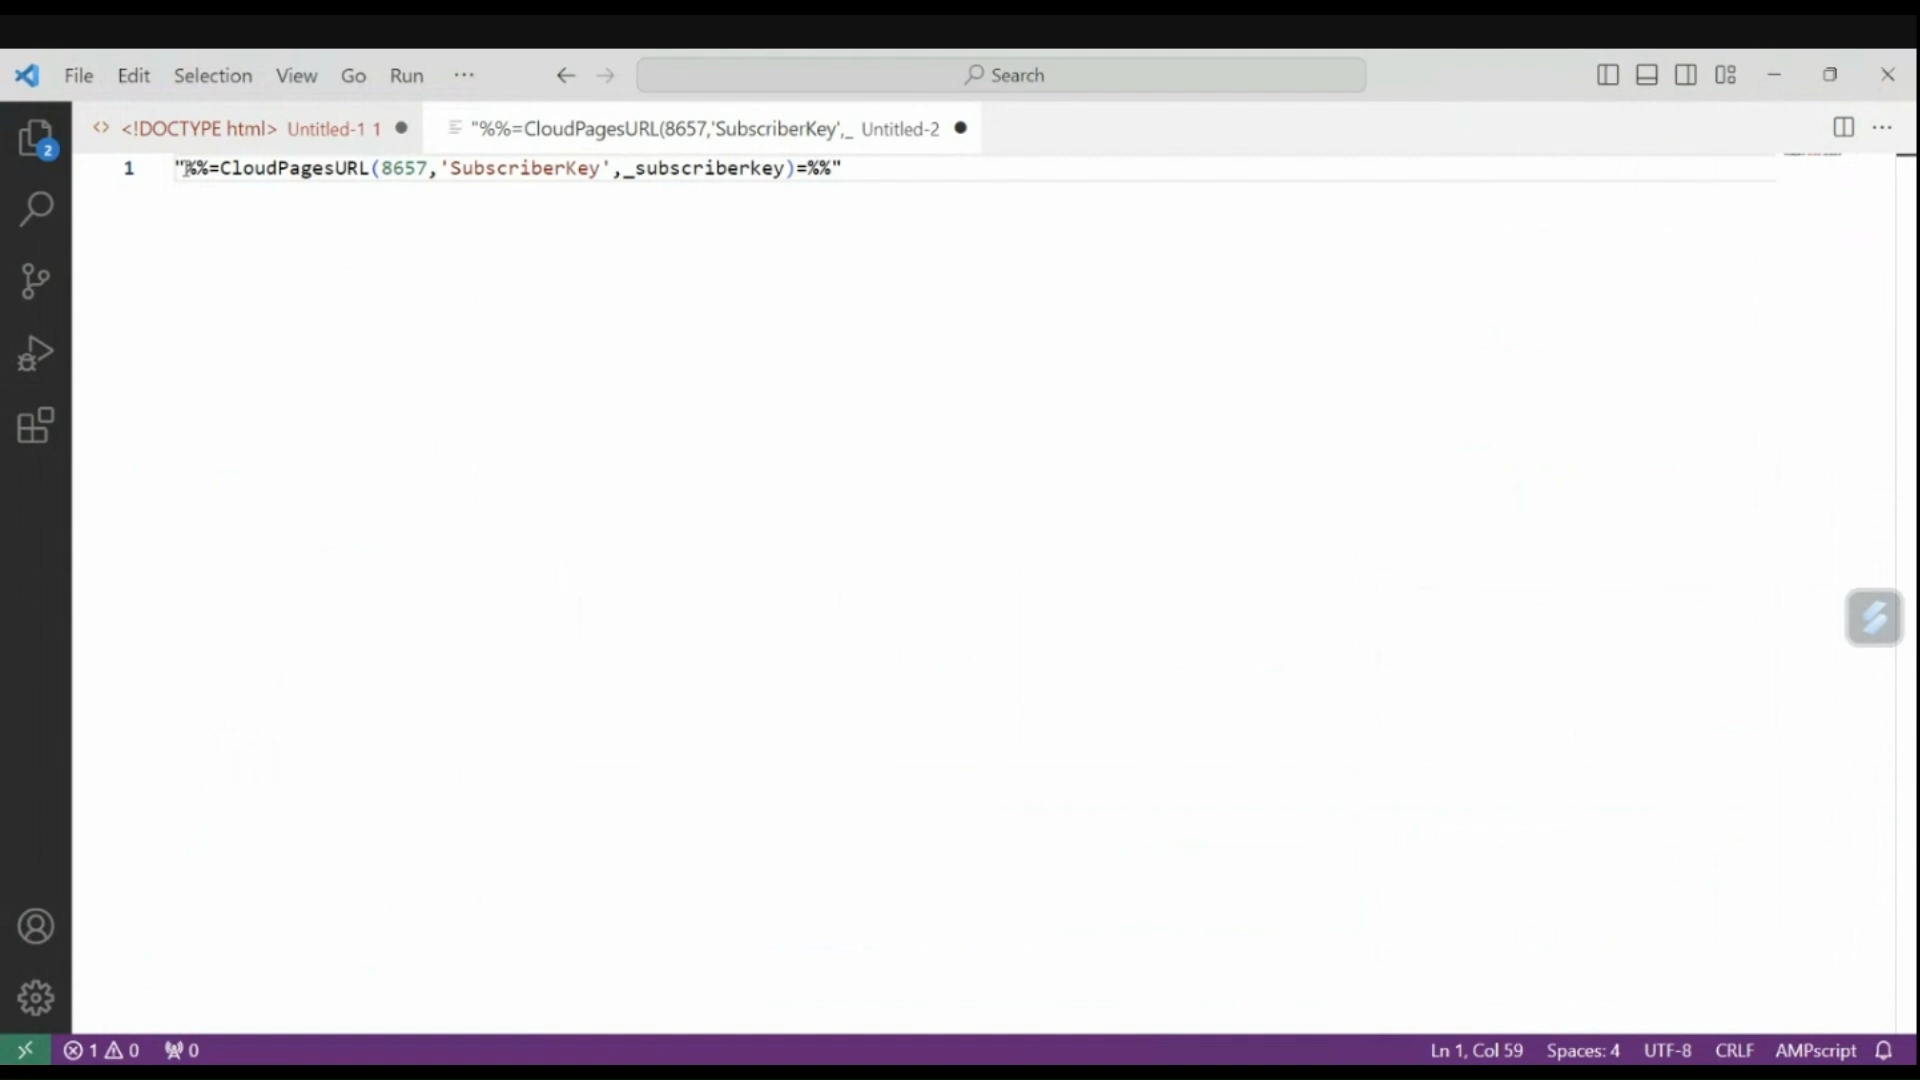 File Edit Selection View Go Run ··· Search
<!DOCTYPE html> Untitled-1 1 "%%=CloudPagesURL(8657,'SubscriberKey',_ Untitled-2
1 "%%=CloudPagesURL(8657,'SubscriberKey',_subscriberkey)=%%"
2
1 0 0 Ln 1, Col 59 Spaces: 4 UTF-8 CRLF AMPscript